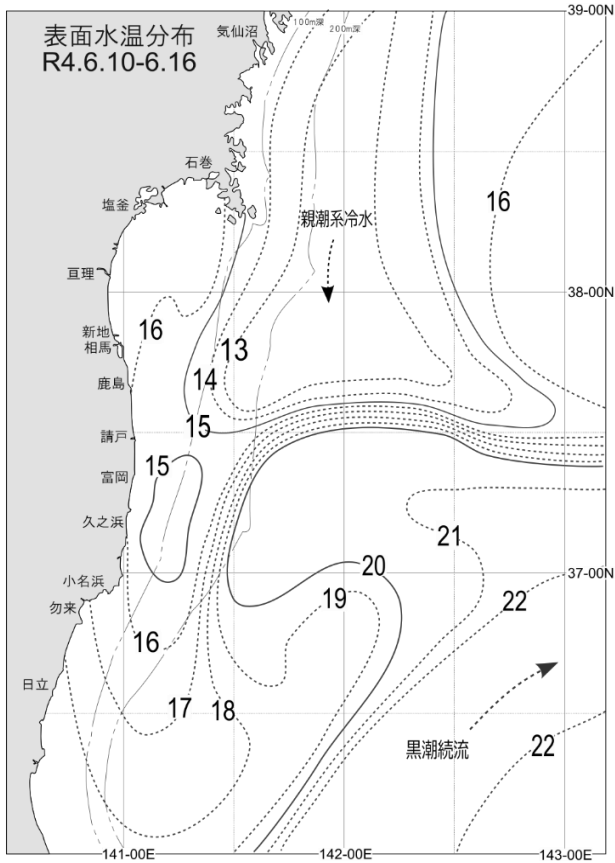 39-00N
100m深
200m深
表面水温分布
R4.6.10-6.16
気仙沼
石巻
塩釜
16
親潮系冷水
亘理
38-00N
新地
16
相馬
13
鹿島
14
15
請戸
15
富岡
久之浜
21
小名浜
20
37-00N
19
22
勿来
16
日立
17
18
黒潮続流
22
141-00E
142-00E
143-00E